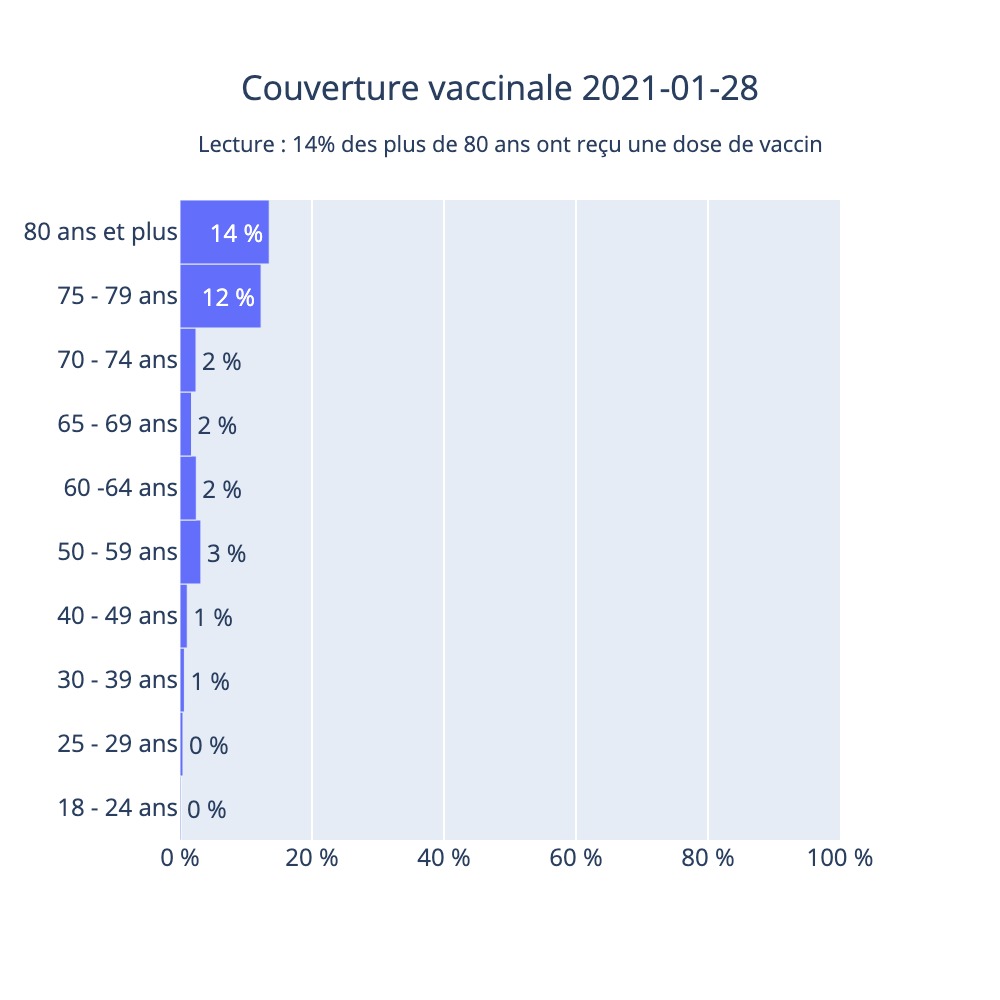 Couverture vaccinale 2021-01-28
Lecture : 14% des plus de 80 ans ont reçu une dose de vaccin
80 ans et plus 14 %
75 - 79 ans 12 %
70 - 74 ans 2 %
65 - 69 ans 2 %
60 -64 ans 2 %
50 - 59 ans 3 %
40 - 49 ans 1 %
30 - 39 ans 1 %
25 - 29 ans 0 %
18 - 24 ans 0 %
0 % 20 % 40 % 60 % 80 % 100 %